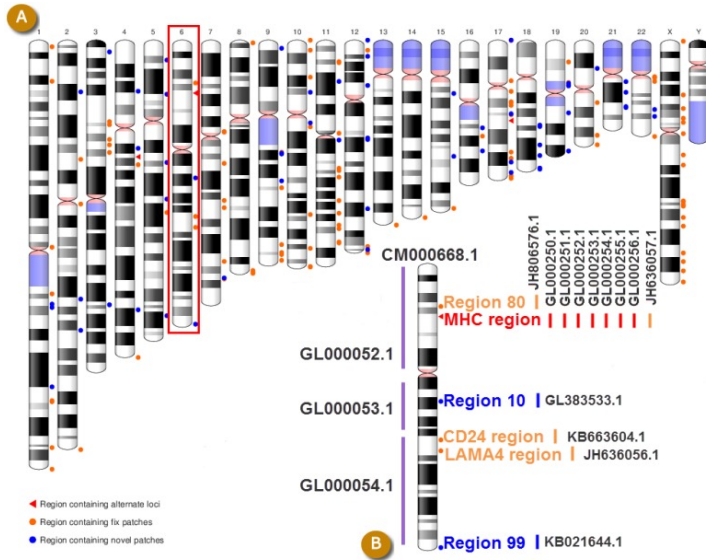 A
1 2 3 4 5 6 7 8 9 10 11 12 13 14 15 16 17 18 19 20 21 22 X Y
CM000668.1
JH806576.1
GL000250.1
GL000251.1
GL000252.1
GL000253.1
GL000254.1
GL000255.1
GL000256.1
JH636057.1
Region 80
MHC region
GL000052.1
GL000053.1
Region 10 GL383533.1
CD24 region KB663604.1
LAMA4 region JH636056.1
GL000054.1
Region containing alternate loci
Region containing fix patches
Region containing novel patches
B
Region 99 KB021644.1